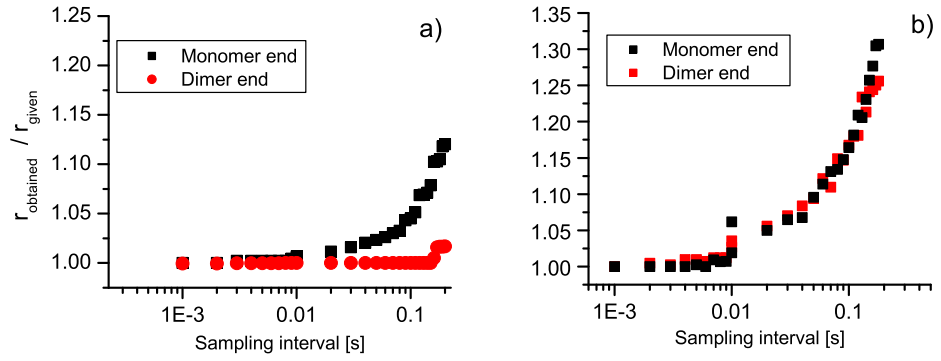 a)
Monomer end
Dimer end
r_obtained / r_given
1.25
1.20
1.15
1.10
1.05
1.00
1E-3
0.01
0.1
Sampling interval [s]
b)
Monomer end
Dimer end
1.35
1.30
1.25
1.20
1.15
1.10
1.05
1.00
1E-3
0.01
0.1
Sampling interval [s]